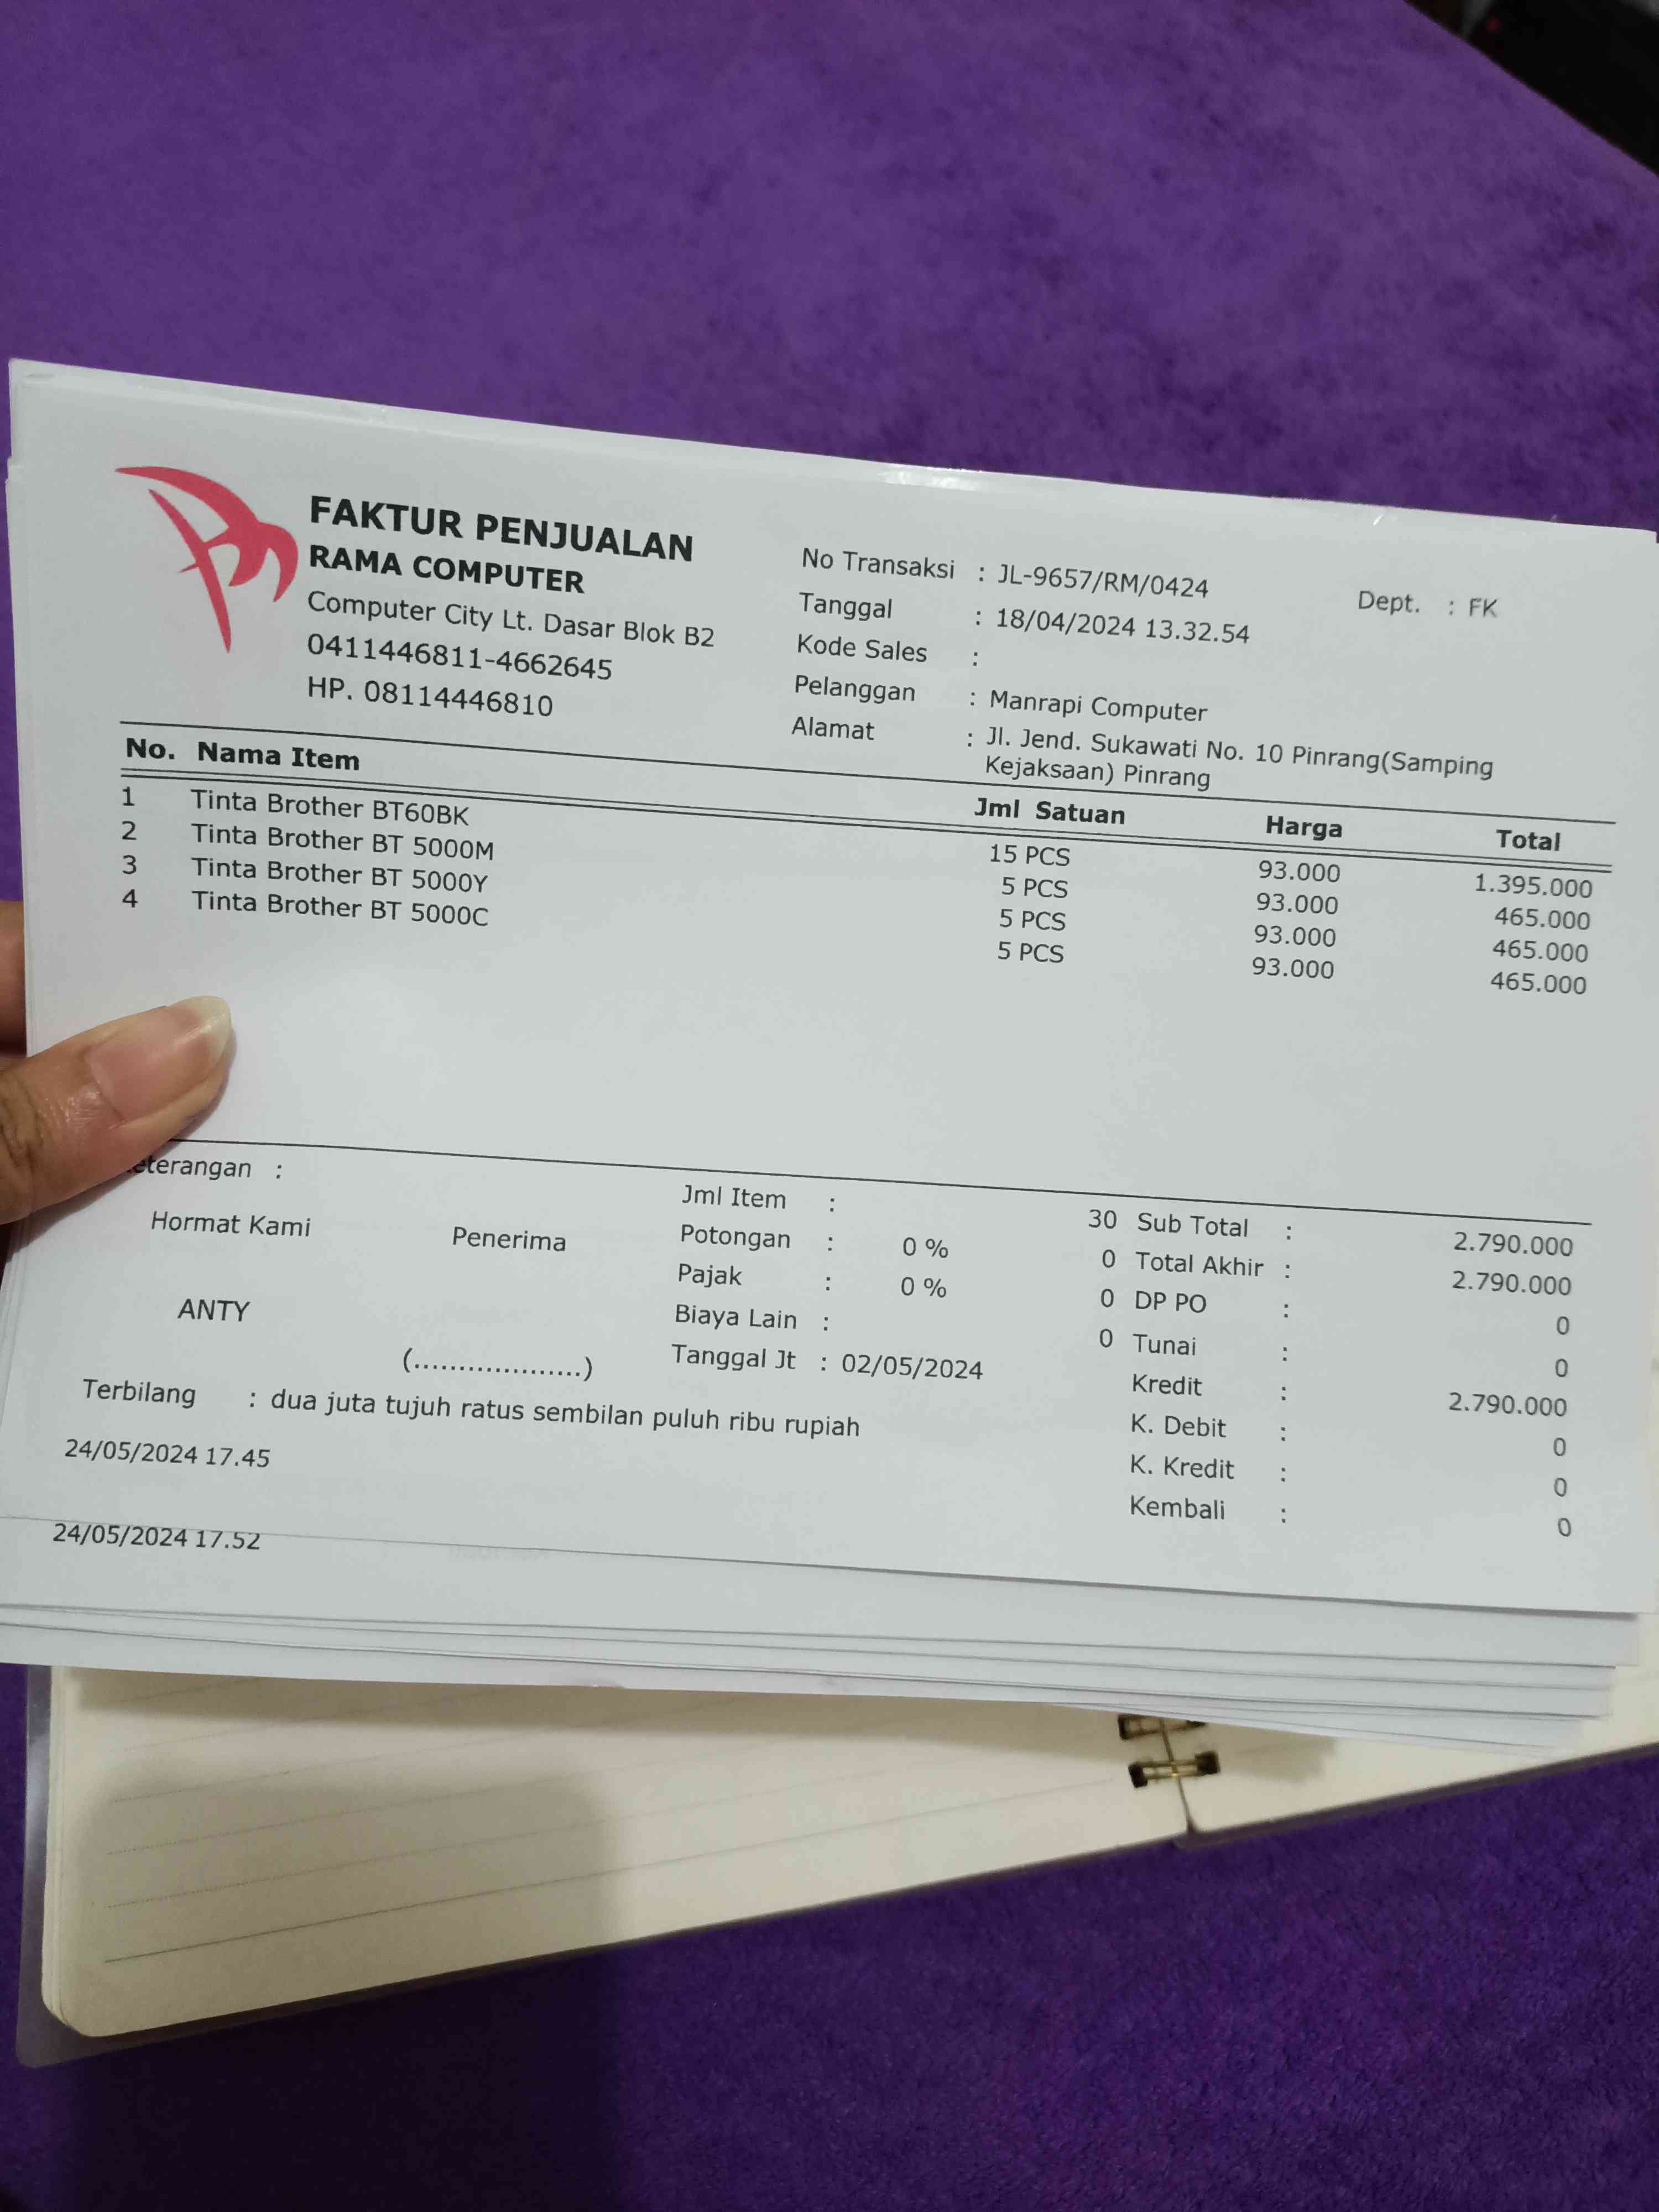 FAKTUR PENJUALAN
RAMA COMPUTER
Computer City Lt. Dasar Blok B2
0411446811-4662645
HP. 08114446810
No Transaksi : JL-9657/RM/0424 Dept. : FK
Tanggal : 18/04/2024 13.32.54
Kode Sales :
Pelanggan : Manrapi Computer
Alamat : Jl. Jend. Sukawati No. 10 Pinrang(Samping
Kejaksaan) Pinrang
No. Nama Item Jml Satuan Harga Total
1 Tinta Brother BT60BK 15 PCS 93.000 1.395.000
2 Tinta Brother BT 5000M 5 PCS 93.000 465.000
3 Tinta Brother BT 5000Y 5 PCS 93.000 465.000
4 Tinta Brother BT 5000C 5 PCS 93.000 465.000
eterangan :
Hormat Kami Penerima
ANTY
(...................)
Jml Item : 30
Potongan : 0 % 0
Pajak : 0 % 0
Biaya Lain : 0
Tanggal Jt : 02/05/2024
Sub Total : 2.790.000
Total Akhir : 2.790.000
DP PO : 0
Tunai : 0
Kredit : 2.790.000
K. Debit : 0
K. Kredit : 0
Kembali : 0
Terbilang : dua juta tujuh ratus sembilan puluh ribu rupiah
24/05/2024 17.45
24/05/2024 17.52